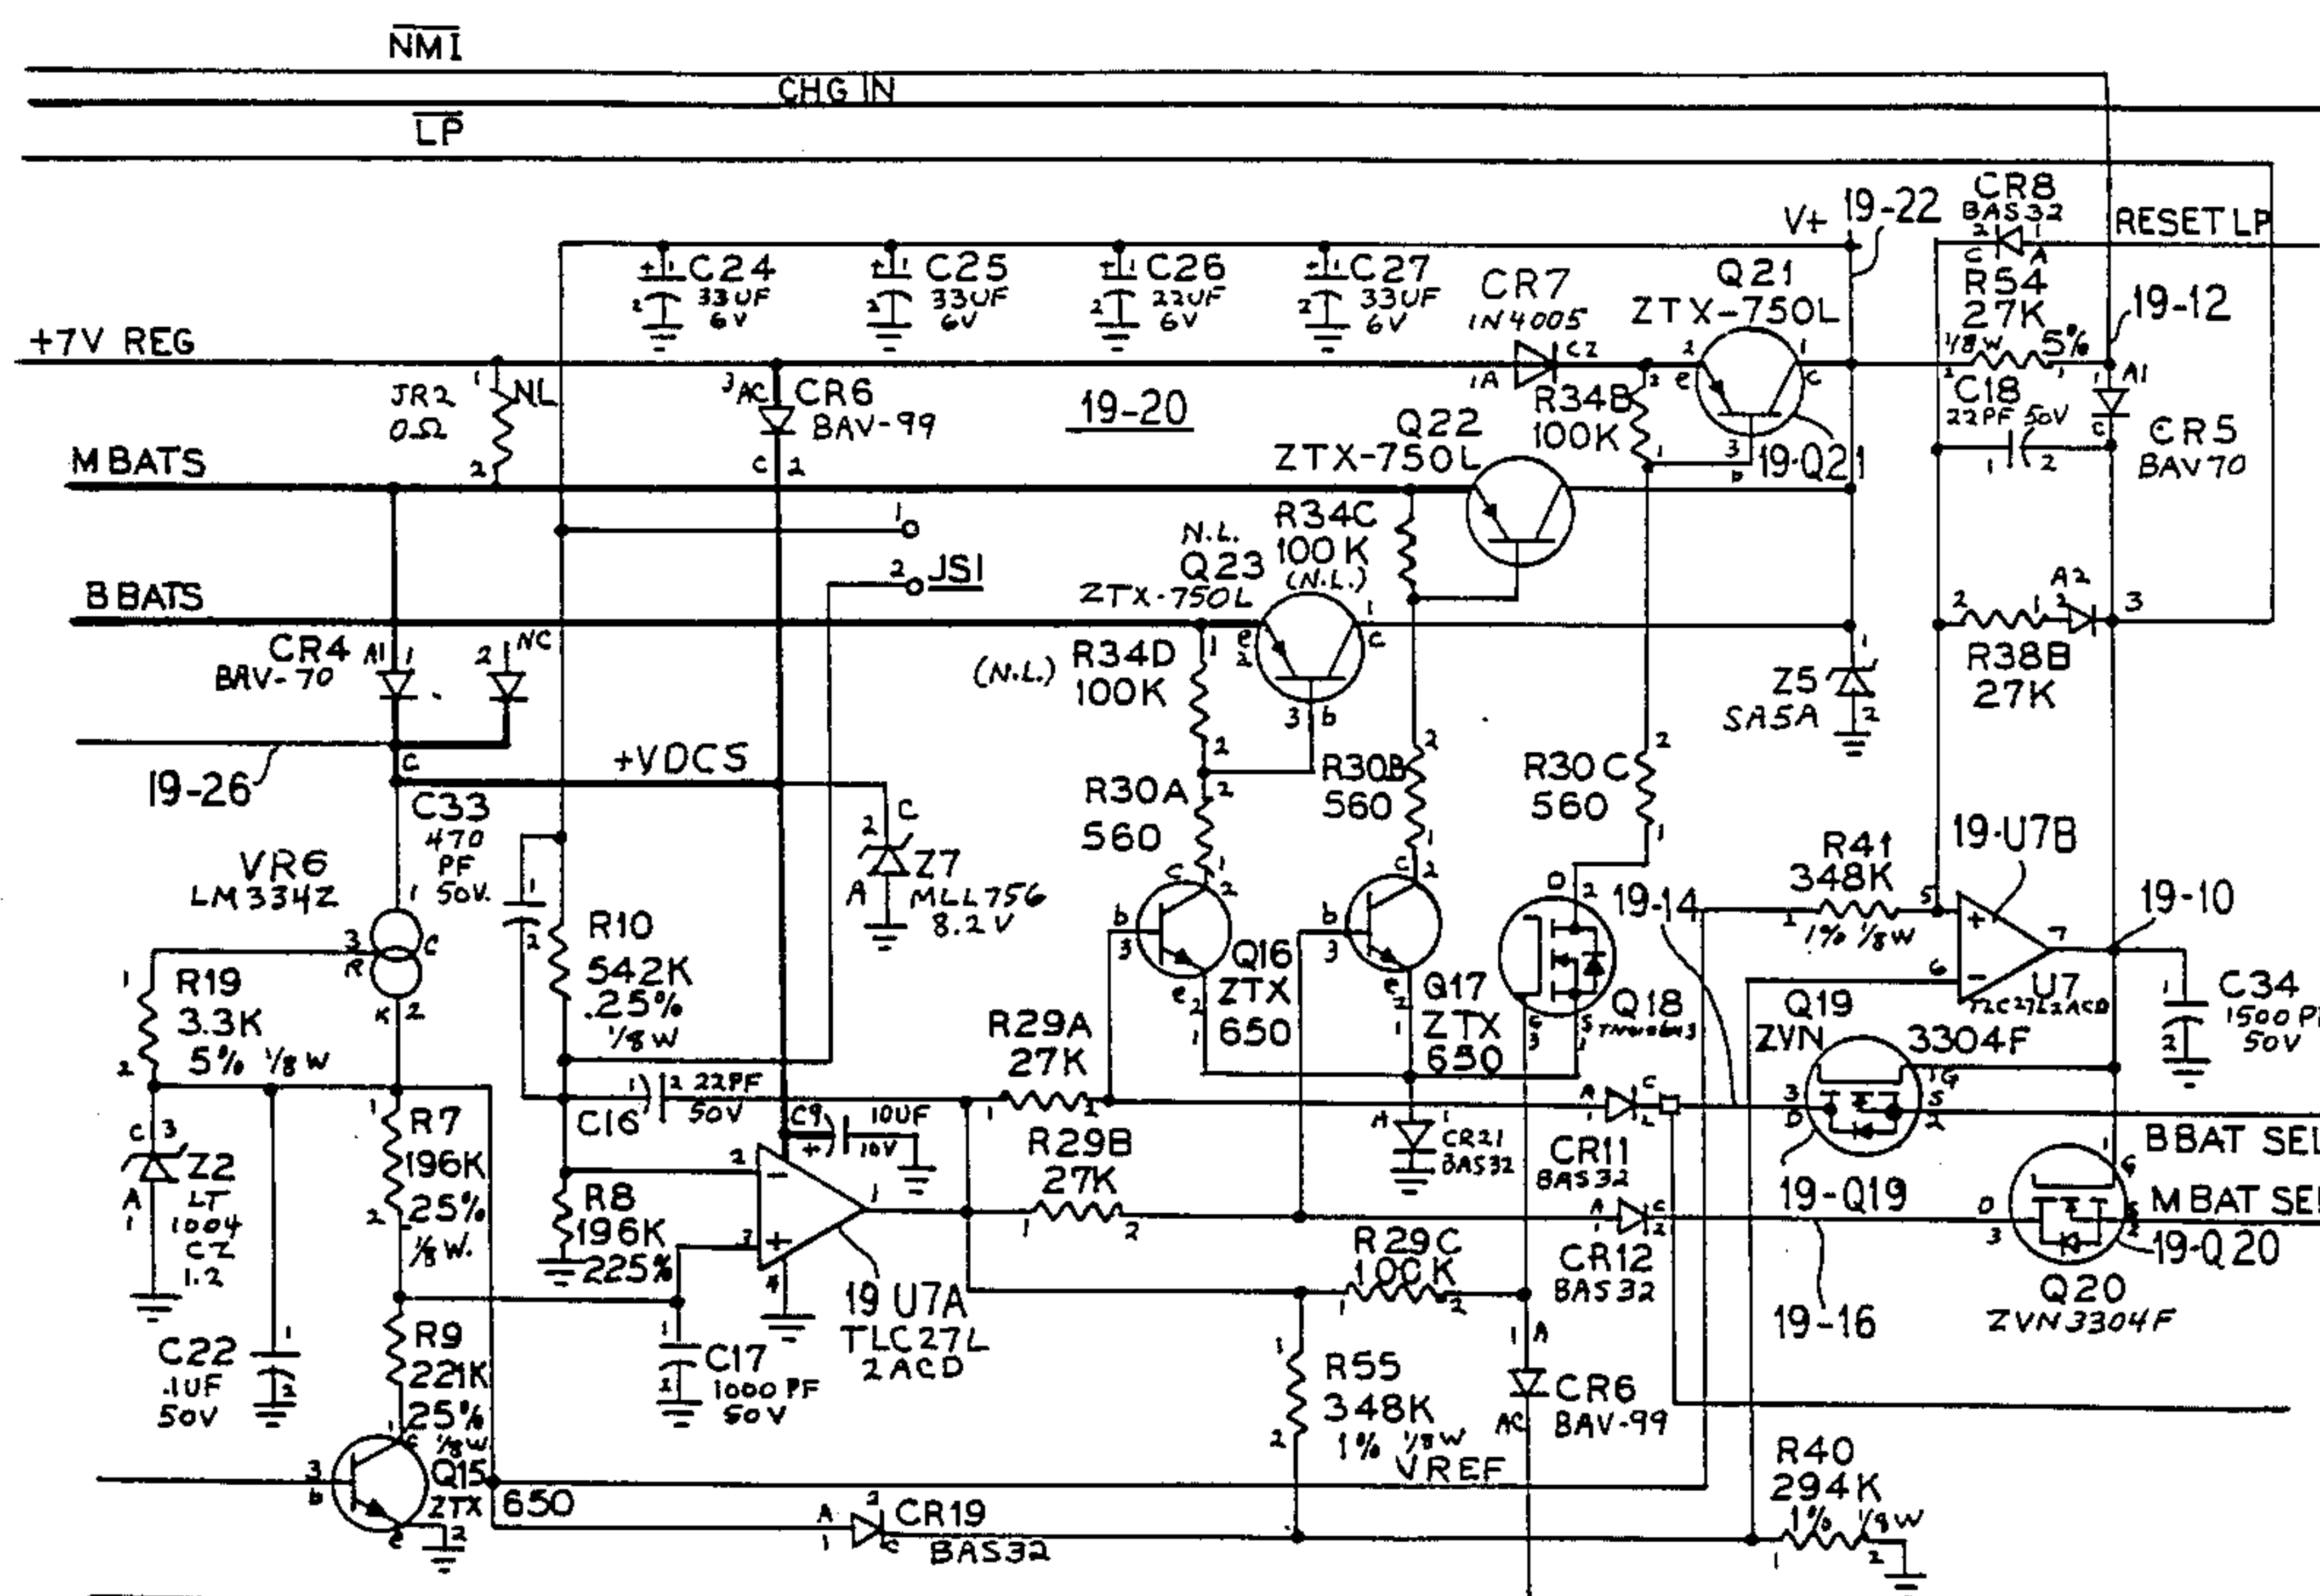 NMI
CHG IN
LP
V+
19-22
CR8
BAS32
RESET LP
C24
33UF
6V
C25
33UF
6V
C26
22UF
6V
C27
33UF
6V
CR7
1N4005
Q21
ZTX-750L
R54
27K
1/8W 5%
19-12
+7V REG
JR2
0Ω
NL
CR6
BAV-99
19-20
R34B
100K
Q22
ZTX-750L
19-Q21
C18
22PF 50V
CR5
BAV70
M BATS
R34C
100K
(N.L.)
N.L.
Q23
ZTX-750L
JS1
B BATS
CR4
BAV-70
NC
R34D
100K
(N.L.)
Z5
SA5A
R38B
27K
19-26
+VDCS
C33
470
PF
50V.
R30A
560
R30B
560
R30C
560
VR6
LM334Z
Z7
MLL756
8.2V
R41
348K
1% 1/8W
19-U7B
19-14
19-10
R10
542K
.25%
1/8W
R19
3.3K
5% 1/8W
Q16
ZTX
650
Q17
ZTX
650
Q18
U7
TLC27L2ACD
C34
1500 PF
50V
Q19
ZVN
3304F
R29A
27K
C16
22PF
50V
C9
10UF
10V
R29B
27K
CR21
BAS32
CR11
BAS32
19-Q19
B BAT SEL
R7
196K
25%
1/8W.
Z2
LT
1004
CZ
1.2
R8
196K
225%
CR12
BAS32
M BAT SEL
19-Q20
Q20
ZVN3304F
19-16
R29C
100K
19 U7A
TLC27L
2ACD
C22
.1UF
50V
R9
221K
25%
1/8W
C17
1000PF
50V
R55
348K
1% 1/8W
CR6
BAV-99
VREF
Q15
ZTX 650
CR19
BAS32
R40
294K
1% 1/8W